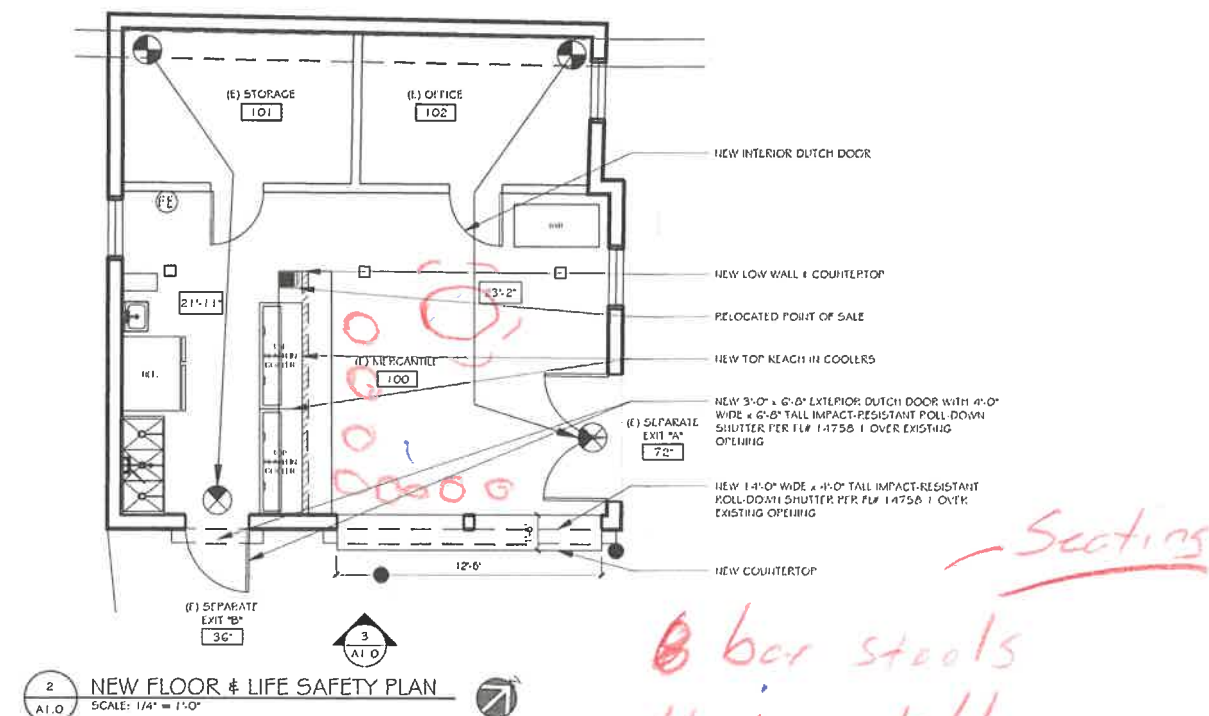 (E) STORAGE
101
(E) OFFICE
102
NEW INTERIOR DUTCH DOOR
FE
NEW LOW WALL & COUNTERTOP
23'-2"
21'-11"
RELOCATED POINT OF SALE
NEW TOP REACH IN COOLERS
(E) MERCANTILE
100
NEW 3'-0" x 6'-8" EXTERIOR DUTCH DOOR WITH 4'-0"
WIDE x 6'-8" TALL IMPACT-RESISTANT ROLL-DOWN
SHUTTER PER FL# 14758.1 OVER EXISTING
OPENING
(E) SEPARATE
EXIT "A"
72"
NEW 14'-0" WIDE x 4'-0" TALL IMPACT-RESISTANT
ROLL-DOWN SHUTTER PER FL# 14758.1 OVER
EXISTING OPENING
Seating
12'-6"
NEW COUNTERTOP
(E) SEPARATE
EXIT "B"
36"
3
A1.0
8 bar stools
2
A1.0
NEW FLOOR & LIFE SAFETY PLAN
SCALE: 1/4" = 1'-0"